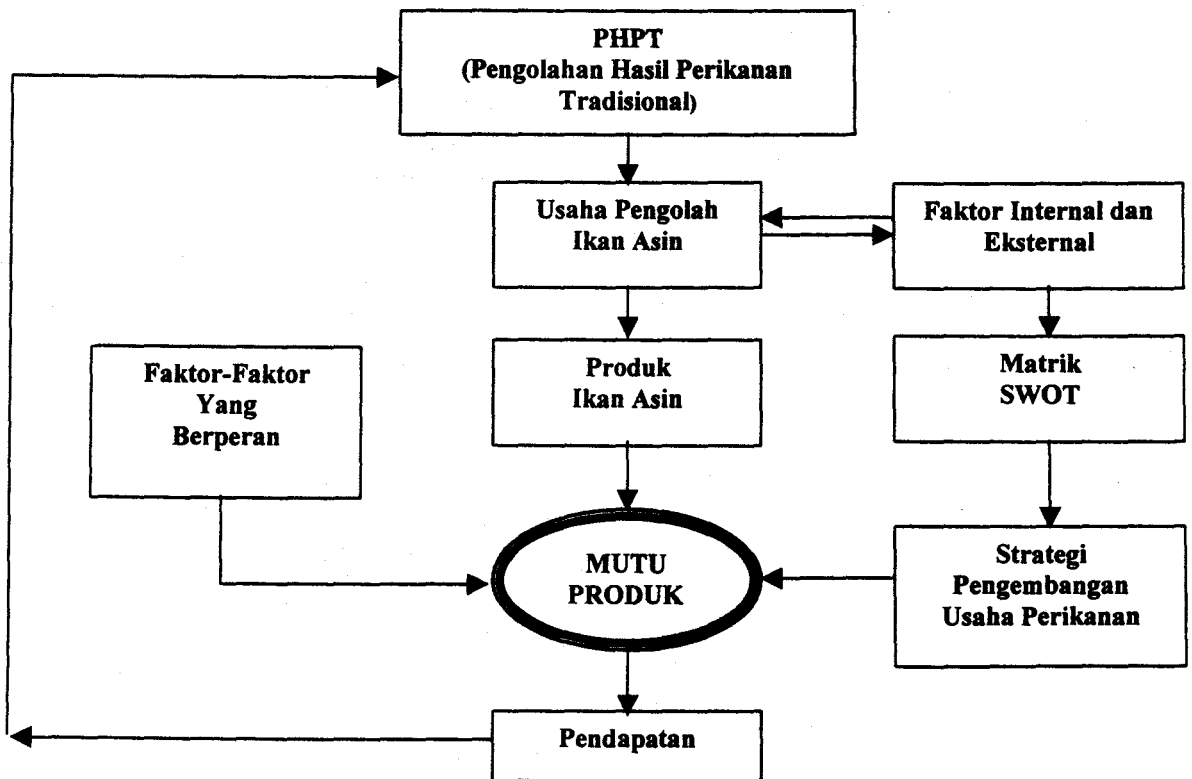 PHPT
(Pengolahan Hasil Perikanan
Tradisional)
Usaha Pengolah
Ikan Asin
Faktor Internal dan
Eksternal
Faktor-Faktor
Yang
Berperan
Produk
Ikan Asin
Matrik
SWOT
MUTU
PRODUK
Strategi
Pengembangan
Usaha Perikanan
Pendapatan